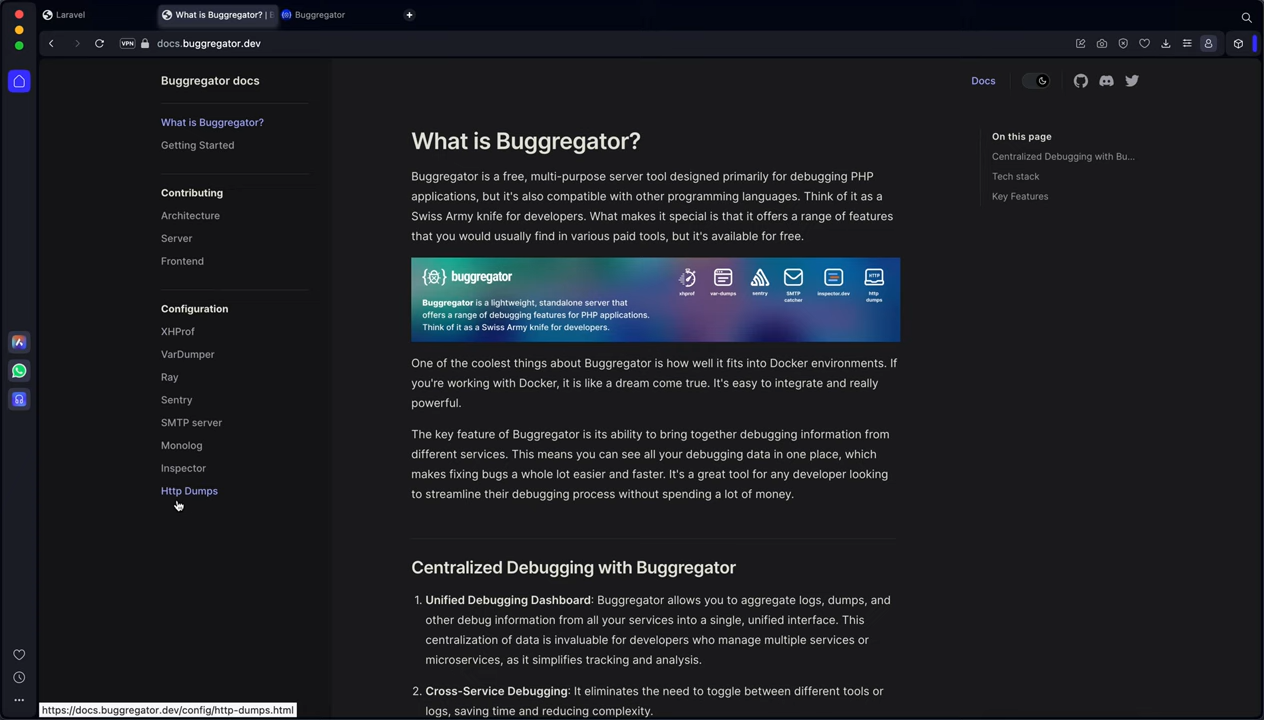 Laravel
What is Buggregator? |
Buggregator
VPN
docs.buggregator.dev
Buggregator docs
What is Buggregator?
Getting Started
Contributing
Architecture
Server
Frontend
Configuration
XHProf
VarDumper
Ray
Sentry
SMTP server
Monolog
Inspector
Http Dumps
Docs
What is Buggregator?
Buggregator is a free, multi-purpose server tool designed primarily for debugging PHP
applications, but it's also compatible with other programming languages. Think of it as a
Swiss Army knife for developers. What makes it special is that it offers a range of features
that you would usually find in various paid tools, but it's available for free.
buggregator
Buggregator is a lightweight, standalone server that
offers a range of debugging features for PHP applications.
Think of it as a Swiss Army knife for developers.
xhprof
var-dumps
sentry
SMTP
catcher
inspector.dev
HTTP
http
dumps
One of the coolest things about Buggregator is how well it fits into Docker environments. If
you're working with Docker, it is like a dream come true. It's easy to integrate and really
powerful.
The key feature of Buggregator is its ability to bring together debugging information from
different services. This means you can see all your debugging data in one place, which
makes fixing bugs a whole lot easier and faster. It's a great tool for any developer looking
to streamline their debugging process without spending a lot of money.
Centralized Debugging with Buggregator
1. Unified Debugging Dashboard: Buggregator allows you to aggregate logs, dumps, and
other debug information from all your services into a single, unified interface. This
centralization of data is invaluable for developers who manage multiple services or
microservices, as it simplifies tracking and analysis.
2. Cross-Service Debugging: It eliminates the need to toggle between different tools or
logs, saving time and reducing complexity.
On this page
Centralized Debugging with Bu...
Tech stack
Key Features
https://docs.buggregator.dev/config/http-dumps.html